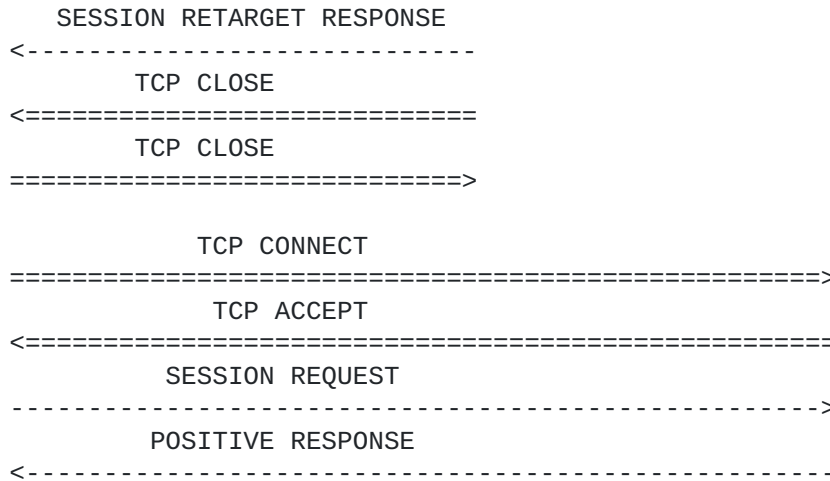 SESSION RETARGET RESPONSE
<-----------------------------
TCP CLOSE
<=============================
TCP CLOSE
=============================>
TCP CONNECT
====================================================>
TCP ACCEPT
<====================================================
SESSION REQUEST
---------------------------------------------------->
POSITIVE RESPONSE
<----------------------------------------------------